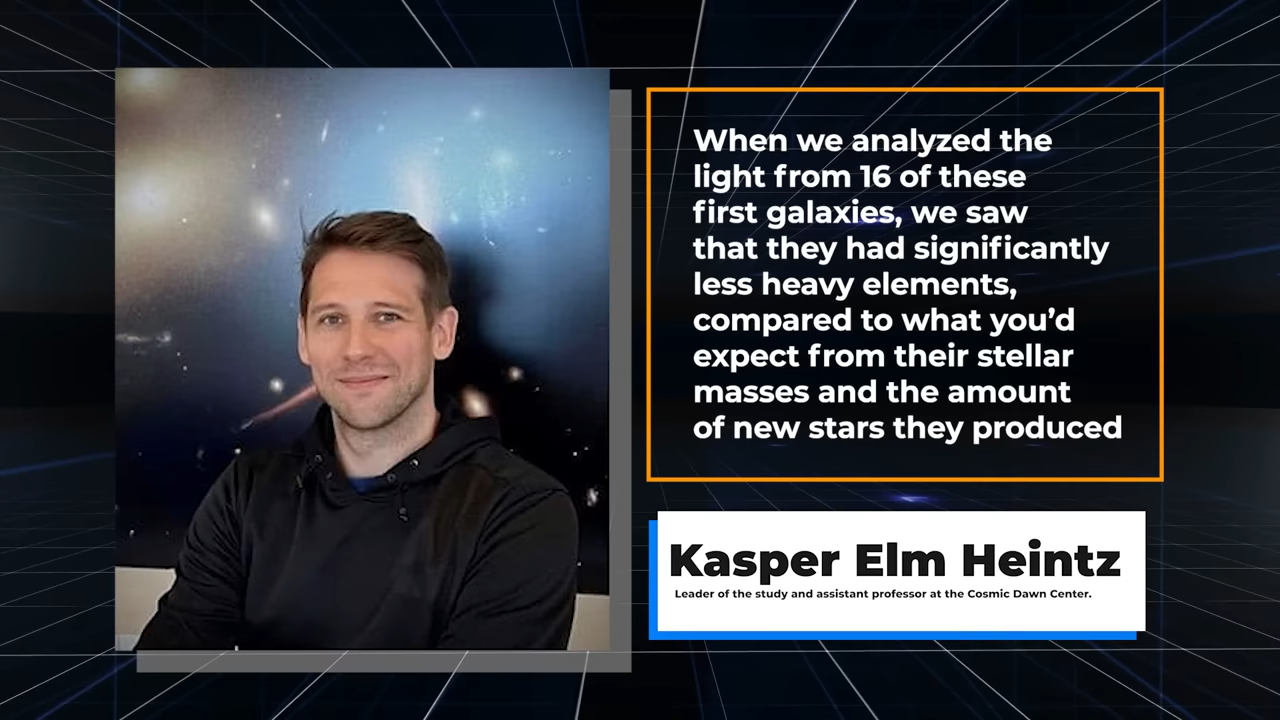 When we analyzed the
light from 16 of these
first galaxies, we saw
that they had significantly
less heavy elements,
compared to what you’d
expect from their stellar
masses and the amount
of new stars they produced
Kasper Elm Heintz
Leader of the study and assistant professor at the Cosmic Dawn Center.